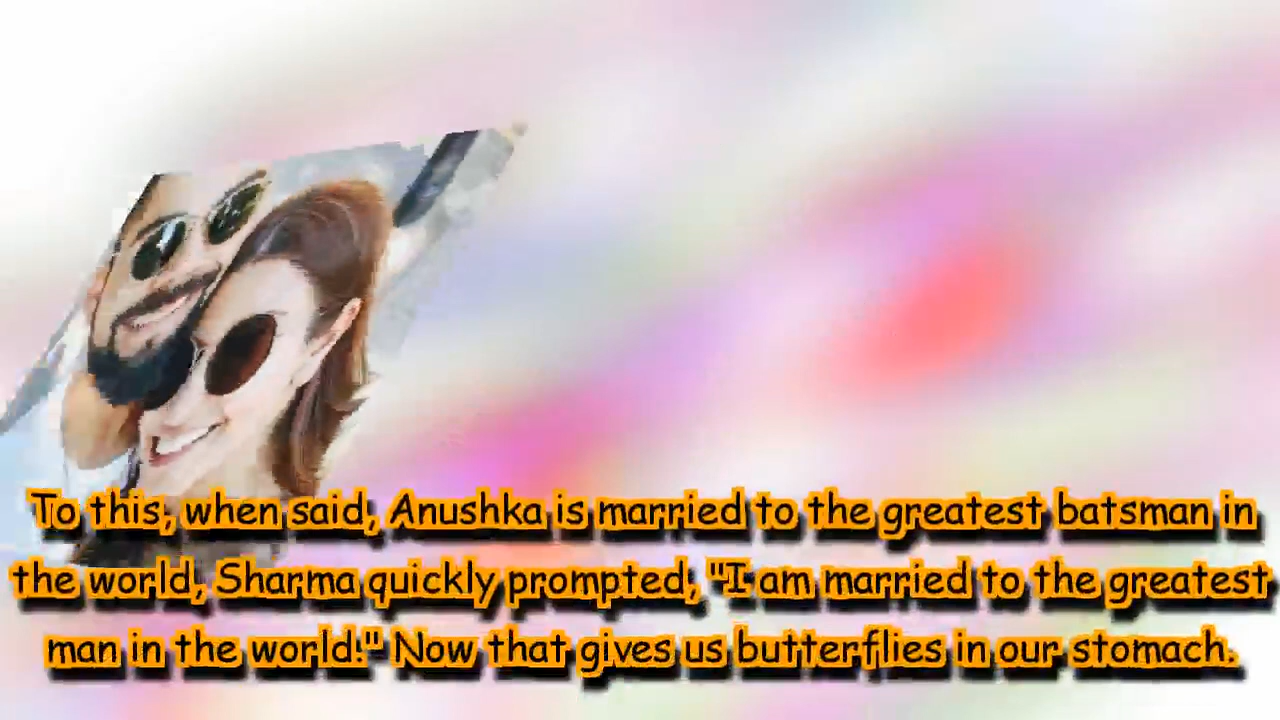 To this, when said, Anushka is married to the greatest batsman in
the world, Sharma quickly prompted, "I am married to the greatest
man in the world!" Now that gives us butterflies in our stomach.